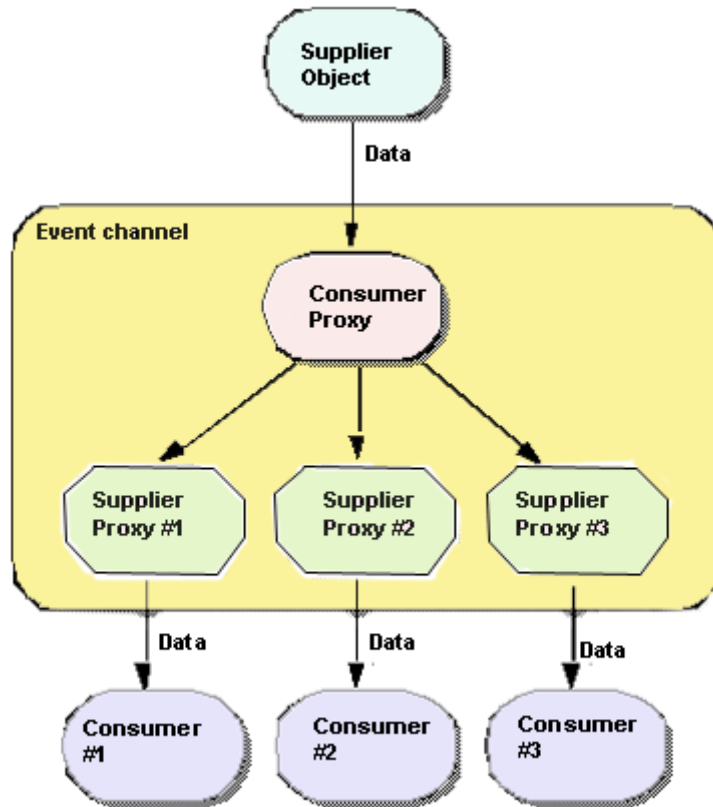 Supplier
Object
Data
Event channel
Consumer
Proxy
Supplier
Proxy #1
Supplier
Proxy #2
Supplier
Proxy #3
Data
Data
Data
Consumer
#1
Consumer
#2
Consumer
#3